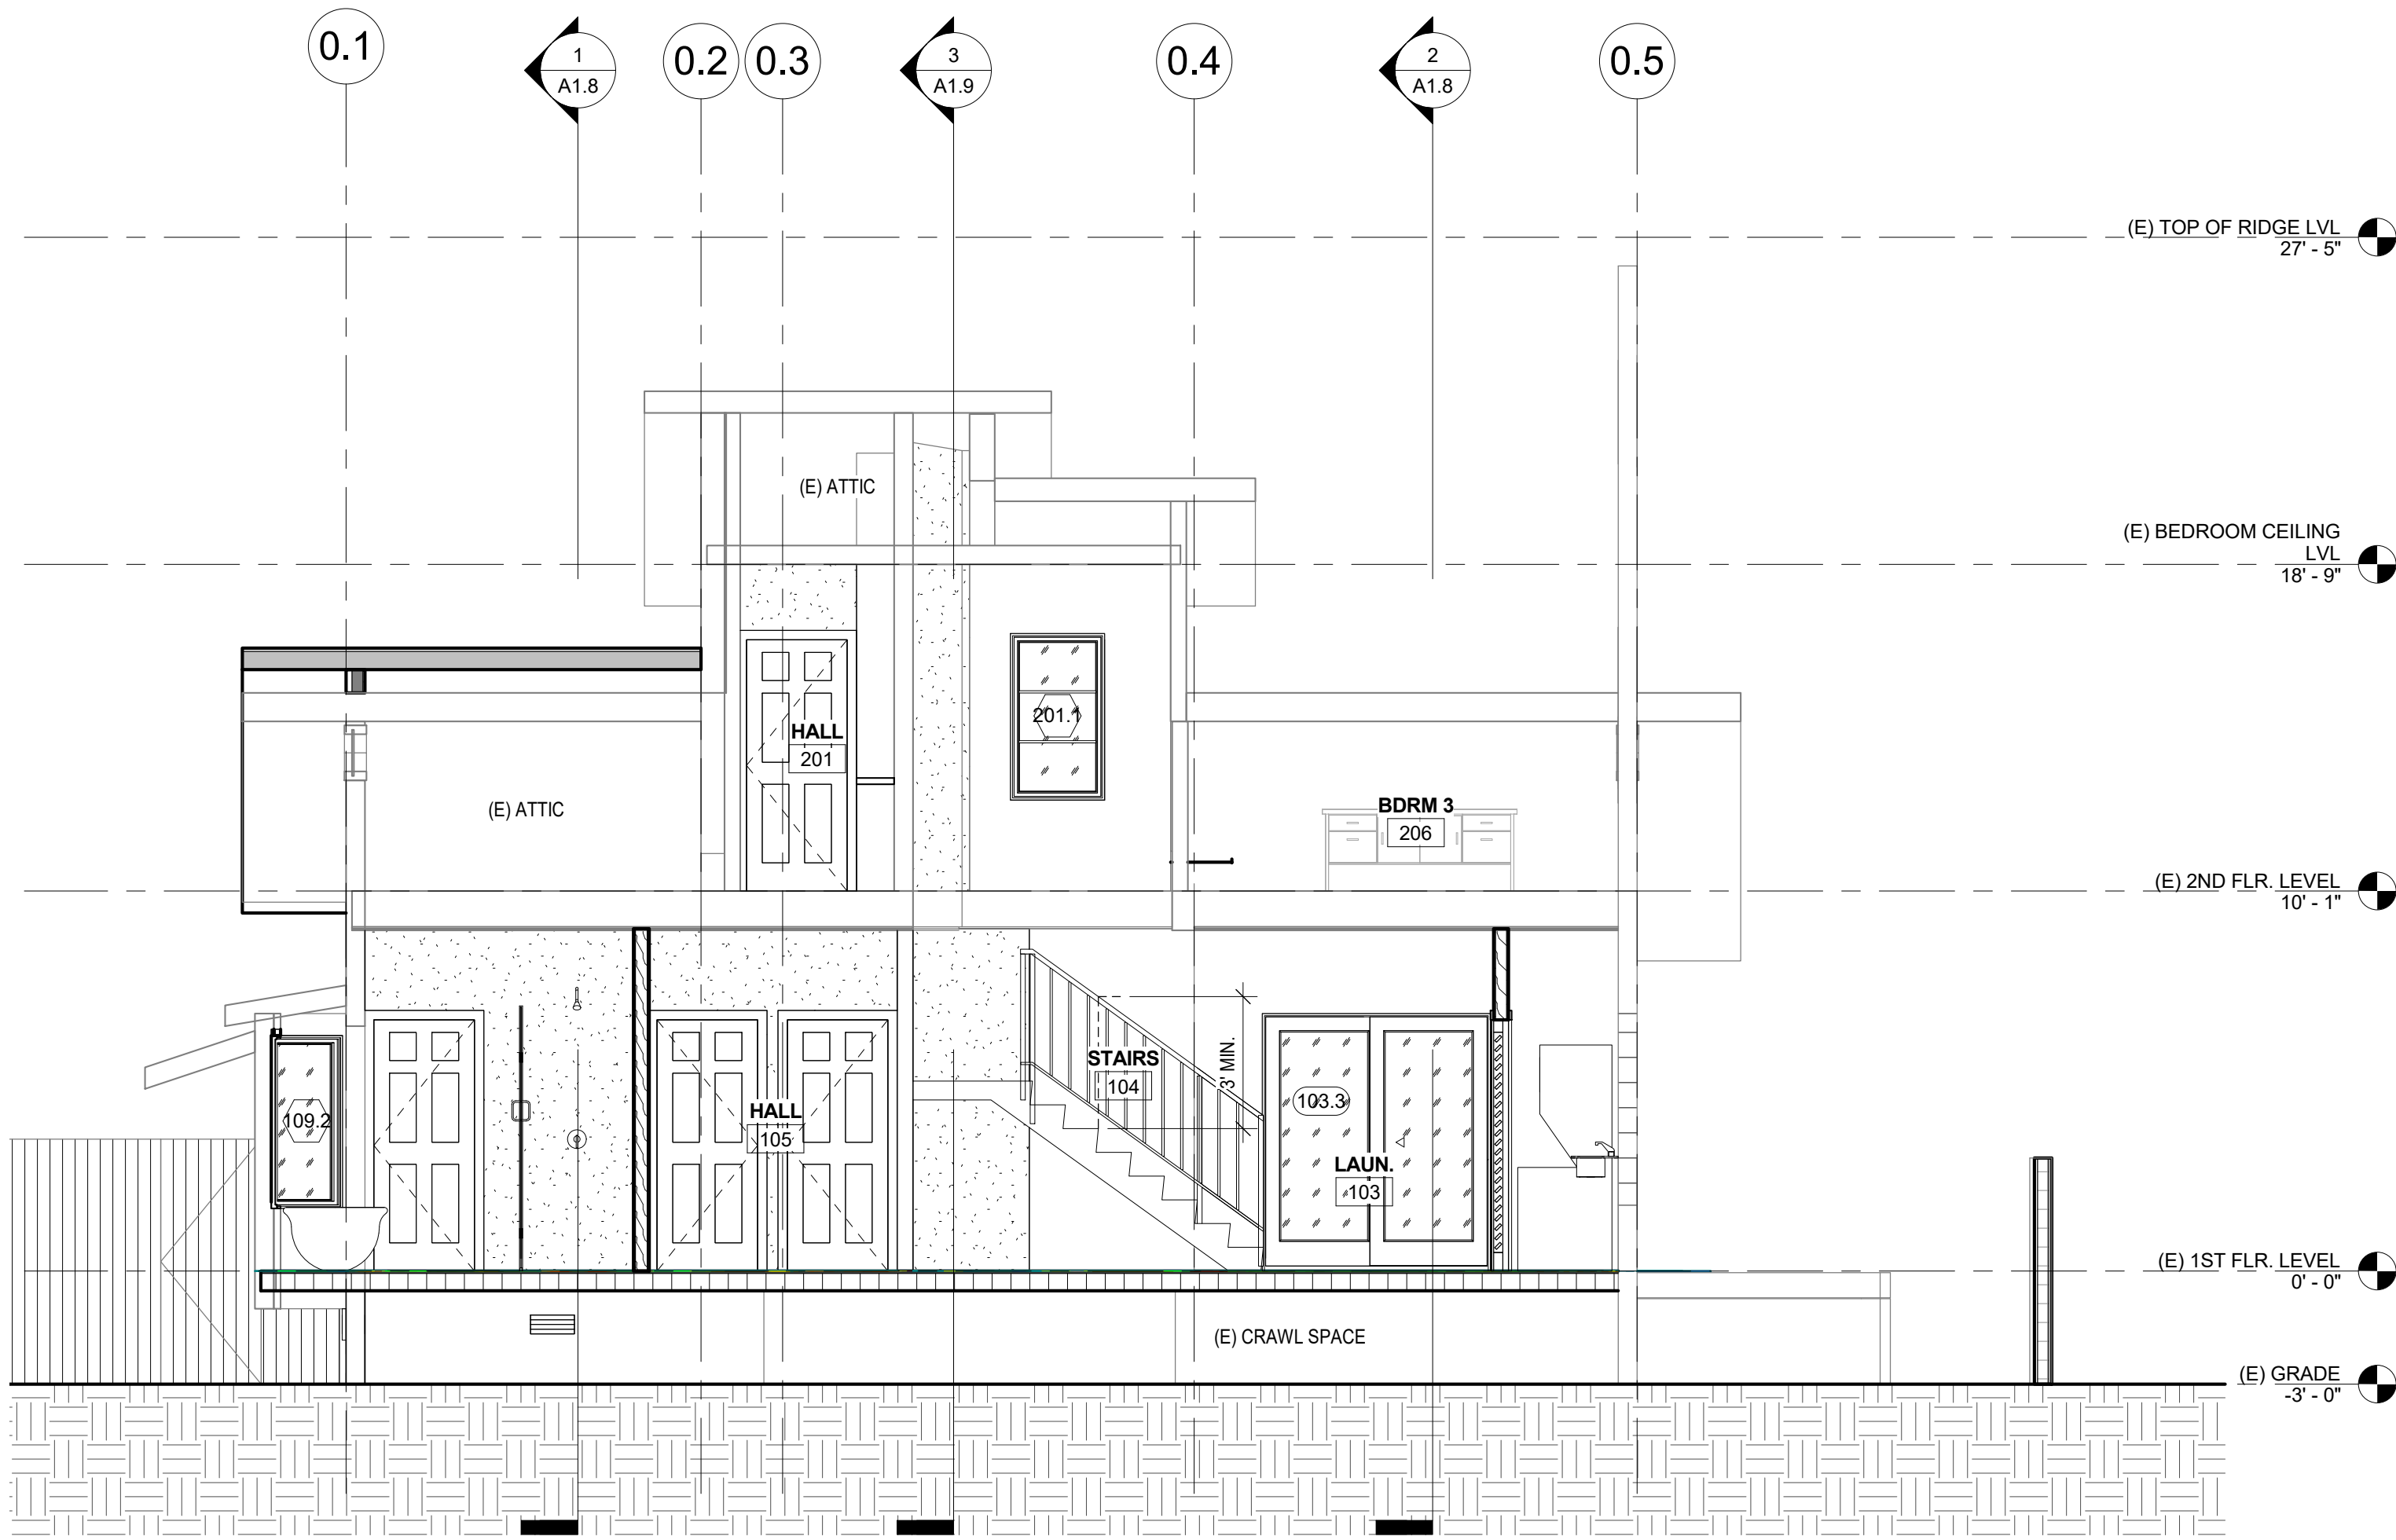 0.1
1
A1.8
0.2
0.3
3
A1.9
0.4
2
A1.8
0.5
(E) TOP OF RIDGE LVL
27' - 5"
(E) ATTIC
(E) BEDROOM CEILING
LVL
18' - 9"
201.1
HALL
201
(E) ATTIC
BDRM 3
206
(E) 2ND FLR. LEVEL
10' - 1"
STAIRS
104
3' MIN.
103.3
109.2
HALL
105
LAUN.
103
(E) 1ST FLR. LEVEL
0' - 0"
(E) CRAWL SPACE
(E) GRADE
-3' - 0"